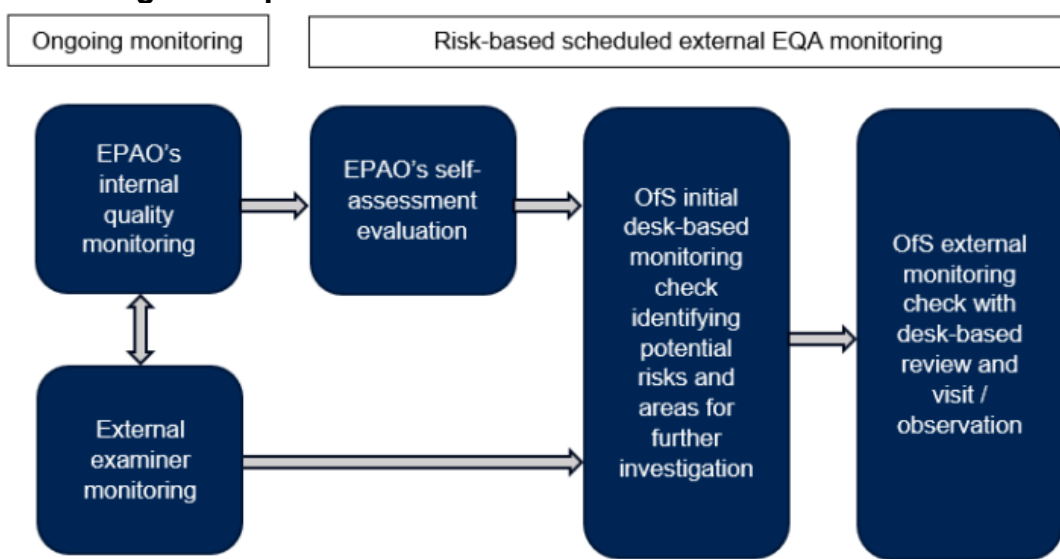 Ongoing monitoring
Risk-based scheduled external EQA monitoring
EPAO's
internal
quality
monitoring
EPAO's self-
assessment
evaluation
OfS initial
desk-based
monitoring
check
identifying
potential
risks and
areas for
further
investigation
OfS external
monitoring
check with
desk-based
review and
visit /
observation
External
examiner
monitoring